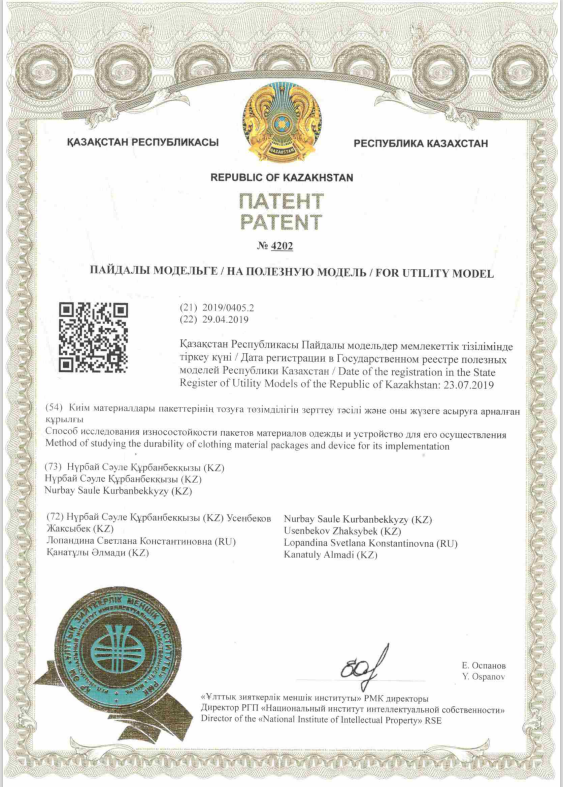 ҚАЗАҚСТАН РЕСПУБЛИКАСЫ
РЕСПУБЛИКА КАЗАХСТАН
REPUBLIC OF KAZAKHSTAN
ПАТЕНТ
PATENT
№ 4202
ПАЙДАЛЫ МОДЕЛЬГЕ / НА ПОЛЕЗНУЮ МОДЕЛЬ / FOR UTILITY MODEL
(21) 2019/0405.2
(22) 29.04.2019
Қазақстан Республикасы Пайдалы модельдер мемлекеттік тізілімінде
тіркеу күні / Дата регистрации в Государственном реестре полезных
моделей Республики Казахстан / Date of the registration in the State
Register of Utility Models of the Republic of Kazakhstan: 23.07.2019
(54) Киім материалдары пакеттерінің тозуға төзімділігін зерттеу тәсілі және оны жүзеге асыруға арналған
құрылғы
Способ исследования износостойкости пакетов материалов одежды и устройство для его осуществления
Method of studying the durability of clothing material packages and device for its implementation
(73) Нұрбай Сәуле Құрбанбекқызы (KZ)
Нұрбай Сәуле Құрбанбекқызы (KZ)
Nurbay Saule Kurbanbekkyzy (KZ)
(72) Нұрбай Сәуле Құрбанбекқызы (KZ) Усенбеков
Жаксыбек (KZ)
Лопандина Светлана Константиновна (RU)
Қанатұлы Әлмади (KZ)
Nurbay Saule Kurbanbekkyzy (KZ)
Usenbekov Zhaksybek (KZ)
Lopandina Svetlana Konstantinovna (RU)
Kanatuly Almadi (KZ)
Е. Оспанов
Y. Ospanov
«Ұлттық зияткерлік меншік институты» РМК директоры
Директор РГП «Национальный институт интеллектуальной собственности»
Director of the «National Institute of Intellectual Property» RSE